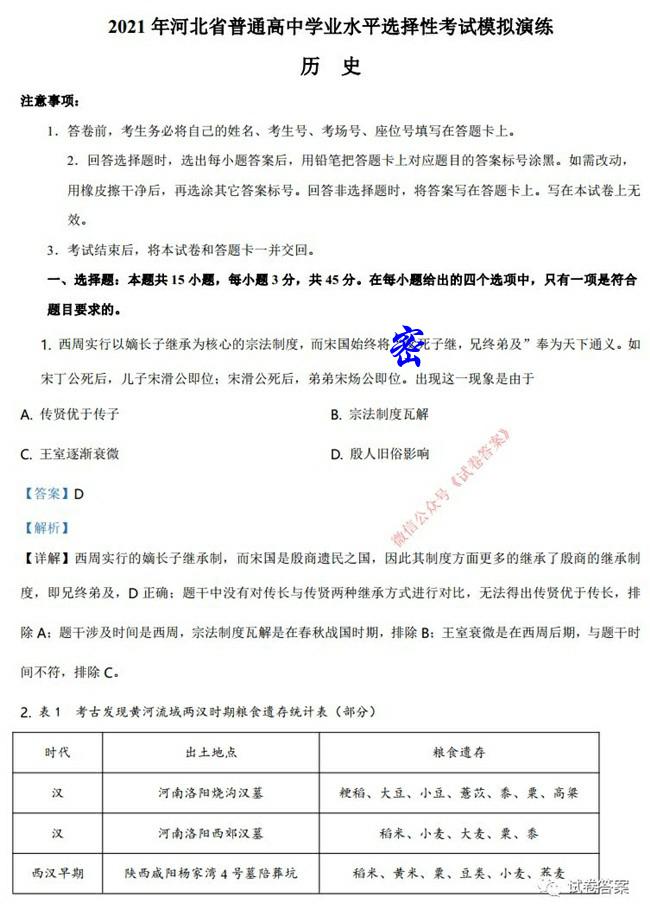 2021 年河北省普通高中学业水平选择性考试模拟演练
历 史
注意事项：
1．答卷前，考生务必将自己的姓名、考生号、考场号、座位号填写在答题卡上。
2．回答选择题时，选出每小题答案后，用铅笔把答题卡上对应题目的答案标号涂黑。如需改动，
用橡皮擦干净后，再选涂其它答案标号。回答非选择题时，将答案写在答题卡上。写在本试卷上无
效。
3．考试结束后，将本试卷和答题卡一并交回。
一、选择题：本题共 15 小题，每小题 3 分，共 45 分。在每小题给出的四个选项中，只有一项是符合
题目要求的。
1. 西周实行以嫡长子继承为核心的宗法制度，而宋国始终将密死子继，兄终弟及”奉为天下通义。如
宋丁公死后，儿子宋湣公即位；宋湣公死后，弟弟宋炀公即位。出现这一现象是由于
A. 传贤优于传子 B. 宗法制度瓦解
C. 王室逐渐衰微 D. 殷人旧俗影响
微信公众号《试卷答案》
【答案】D
【解析】
【详解】西周实行的嫡长子继承制，而宋国是殷商遗民之国，因此其制度方面更多的继承了殷商的继承制
度，即兄终弟及，D 正确；题干中没有对传长与传贤两种继承方式进行对比，无法得出传贤优于传长，排
除 A；题干涉及时间是西周，宗法制度瓦解是在春秋战国时期，排除 B；王室衰微是在西周后期，与题干时
间不符，排除 C。
2. 表 1 考古发现黄河流域两汉时期粮食遗存统计表（部分）
时代 出土地点 粮食遗存
汉 河南洛阳烧沟汉墓 粳稻、大豆、小豆、薏苡、黍、粟、高粱
汉 河南洛阳西郊汉墓 稻米、小麦、大麦、粟、黍
西汉早期 陕西咸阳杨家湾 4 号墓陪葬坑 稻米、黄米、粟、豆类、小麦、荞麦
试卷答案